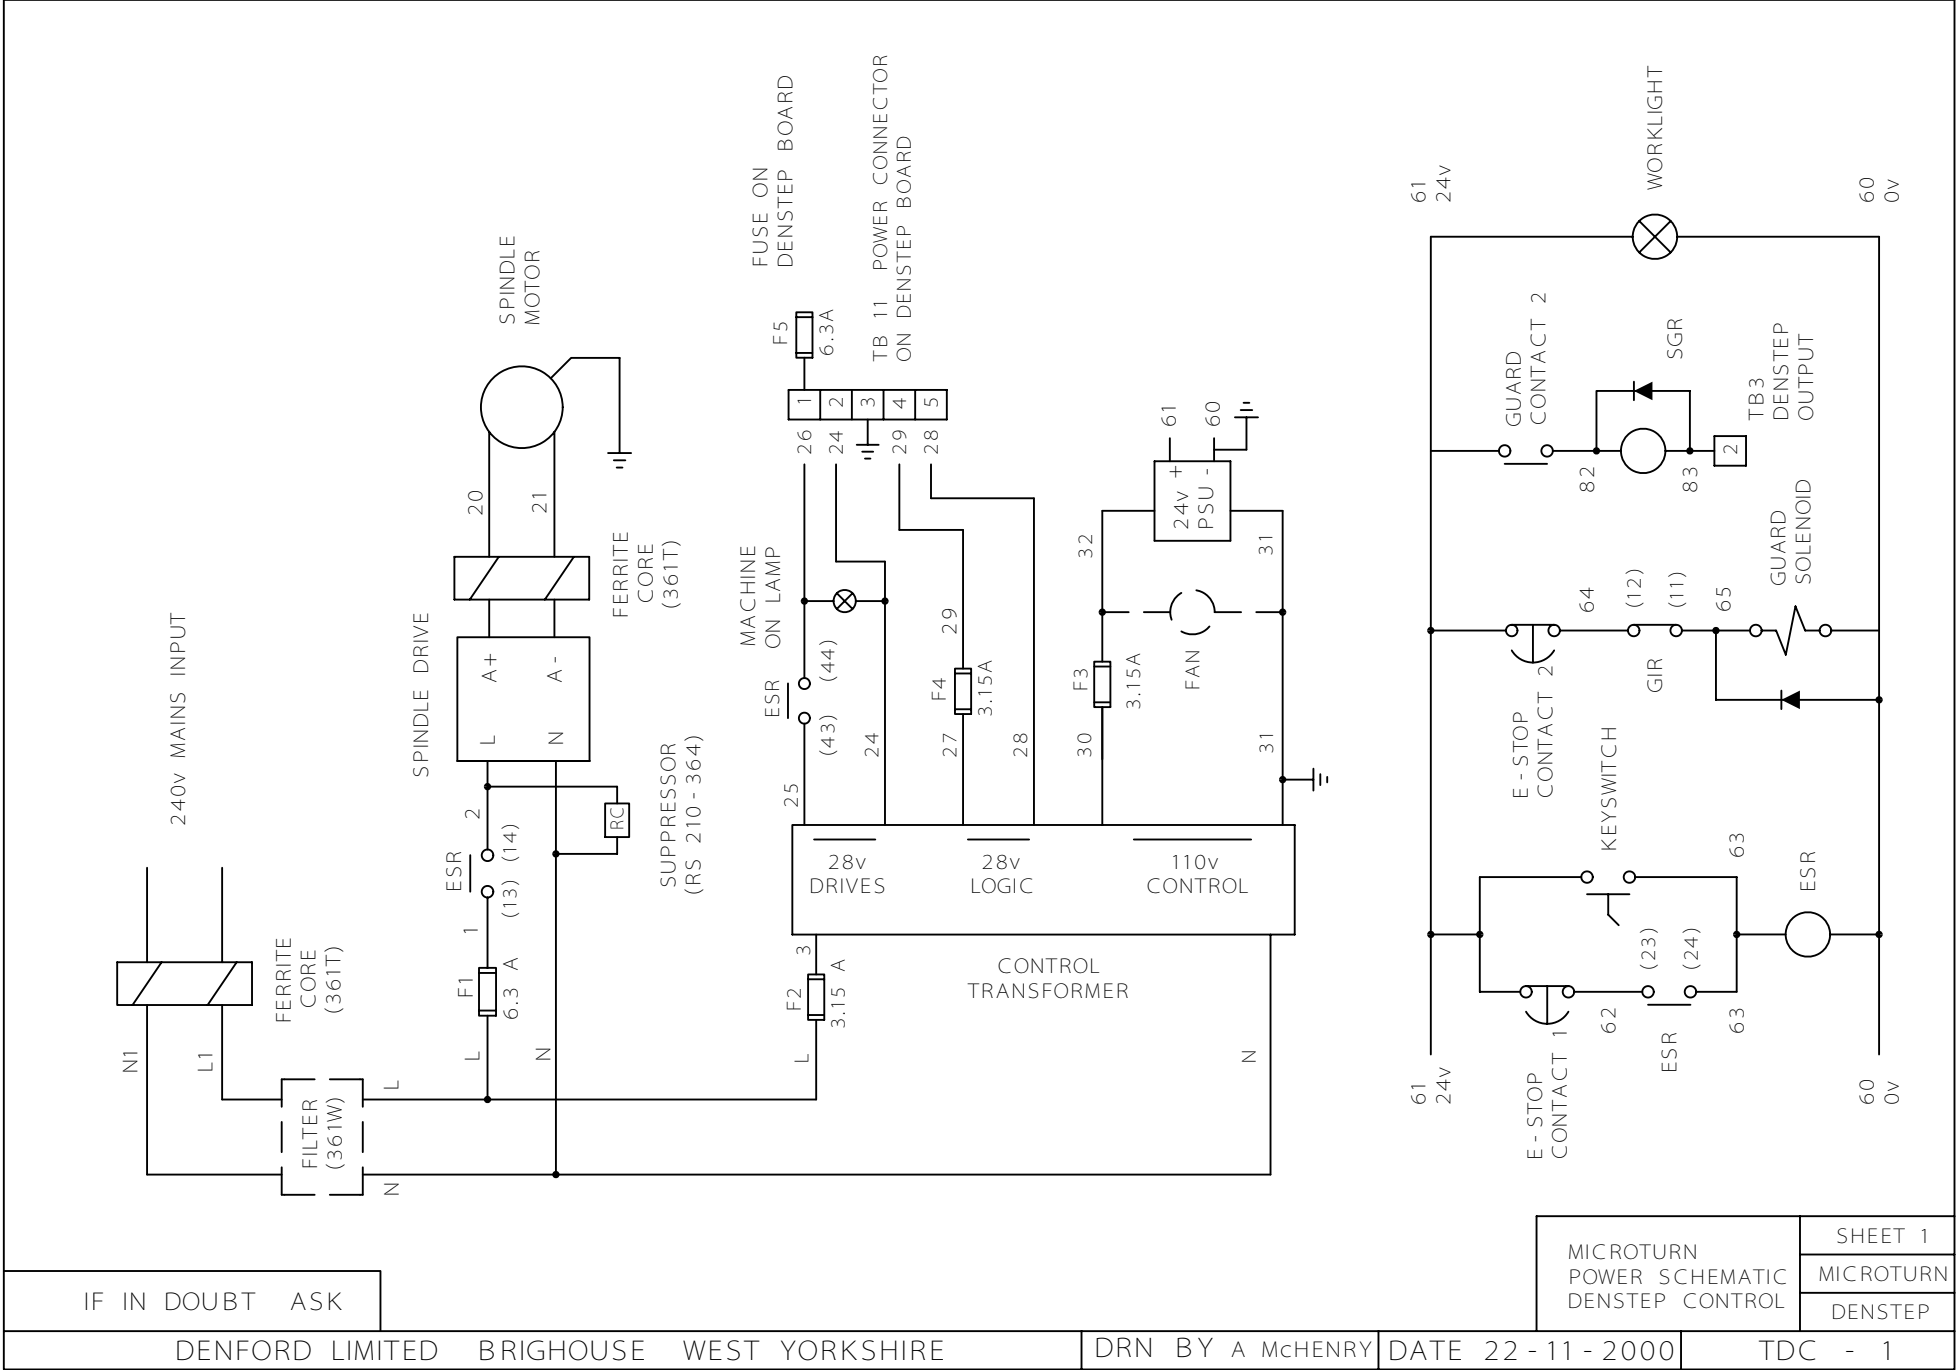 240v MAINS INPUT
FERRITE
CORE
(361T)
N1
L1
FILTER
(361W)
L
N
L
N
F1
6.3 A
1
ESR
(13)
(14)
2
SUPPRESSOR
(RS 210-364)
RC
SPINDLE DRIVE
L
N
A+
A-
FERRITE
CORE
(361T)
20
21
SPINDLE
MOTOR
L
F2
3.15 A
3
N
CONTROL
TRANSFORMER
28v
DRIVES
28v
LOGIC
110v
CONTROL
25
24
27
28
30
31
ESR
(43)
(44)
MACHINE
ON LAMP
F4
3.15A
29
F3
3.15A
FAN
32
31
24v
PSU
+
-
61
60
26
24
29
28
1
2
3
4
5
F5
6.3A
FUSE ON
DENSTEP BOARD
TB 11 POWER CONNECTOR
ON DENSTEP BOARD
61
24v
60
0v
E-STOP
CONTACT 1
62
ESR
(23)
(24)
63
KEYSWITCH
63
ESR
E-STOP
CONTACT 2
64
(12)
(11)
GIR
65
GUARD
SOLENOID
GUARD
CONTACT 2
82
83
SGR
2
TB3
DENSTEP
OUTPUT
WORKLIGHT
61
24v
60
0v
MICROTURN
POWER SCHEMATIC
DENSTEP CONTROL
SHEET 1
MICROTURN
DENSTEP
IF IN DOUBT ASK
DENFORD LIMITED BRIGHOUSE WEST YORKSHIRE
DRN BY A McHENRY
DATE 22-11-2000
TDC - 1